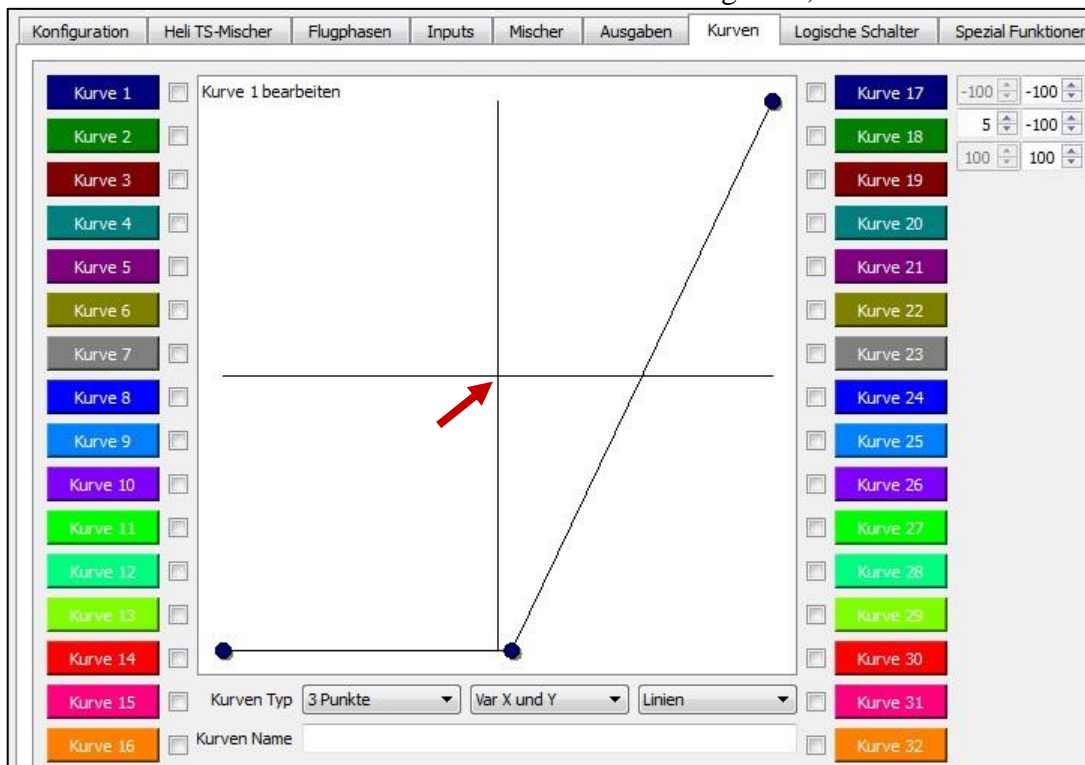 Konfiguration Heli TS-Mischer Flugphasen Inputs Mischer Ausgaben Kurven Logische Schalter Spezial Funktionen
Kurve 1 bearbeiten
Kurve 1 Kurve 17 -100 -100
Kurve 2 Kurve 18 5 -100
Kurve 3 Kurve 19 100 100
Kurve 4 Kurve 20
Kurve 5 Kurve 21
Kurve 6 Kurve 22
Kurve 7 Kurve 23
Kurve 8 Kurve 24
Kurve 9 Kurve 25
Kurve 10 Kurve 26
Kurve 11 Kurve 27
Kurve 12 Kurve 28
Kurve 13 Kurve 29
Kurve 14 Kurve 30
Kurve 15 Kurven Typ 3 Punkte Var X und Y Linien Kurve 31
Kurve 16 Kurven Name Kurve 32